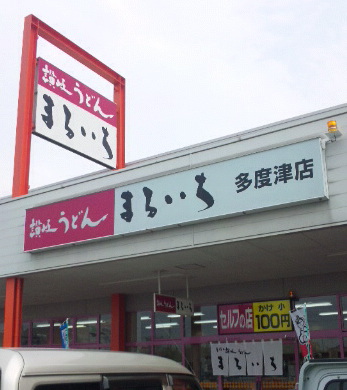 讃岐うどん
まるいち
讃岐うどん まるいち 多度津店
まるいち
セルフの店
かけ 小
100円